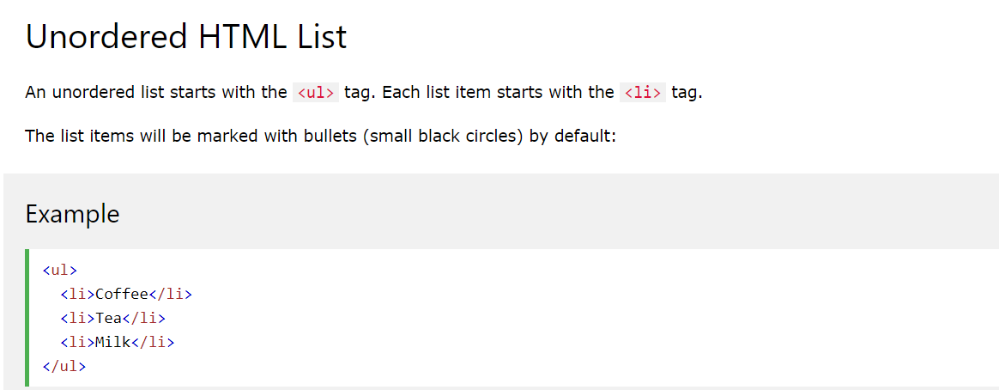 Unordered HTML List
An unordered list starts with the <ul> tag. Each list item starts with the <li> tag.
The list items will be marked with bullets (small black circles) by default:
Example
<ul>
  <li>Coffee</li>
  <li>Tea</li>
  <li>Milk</li>
</ul>